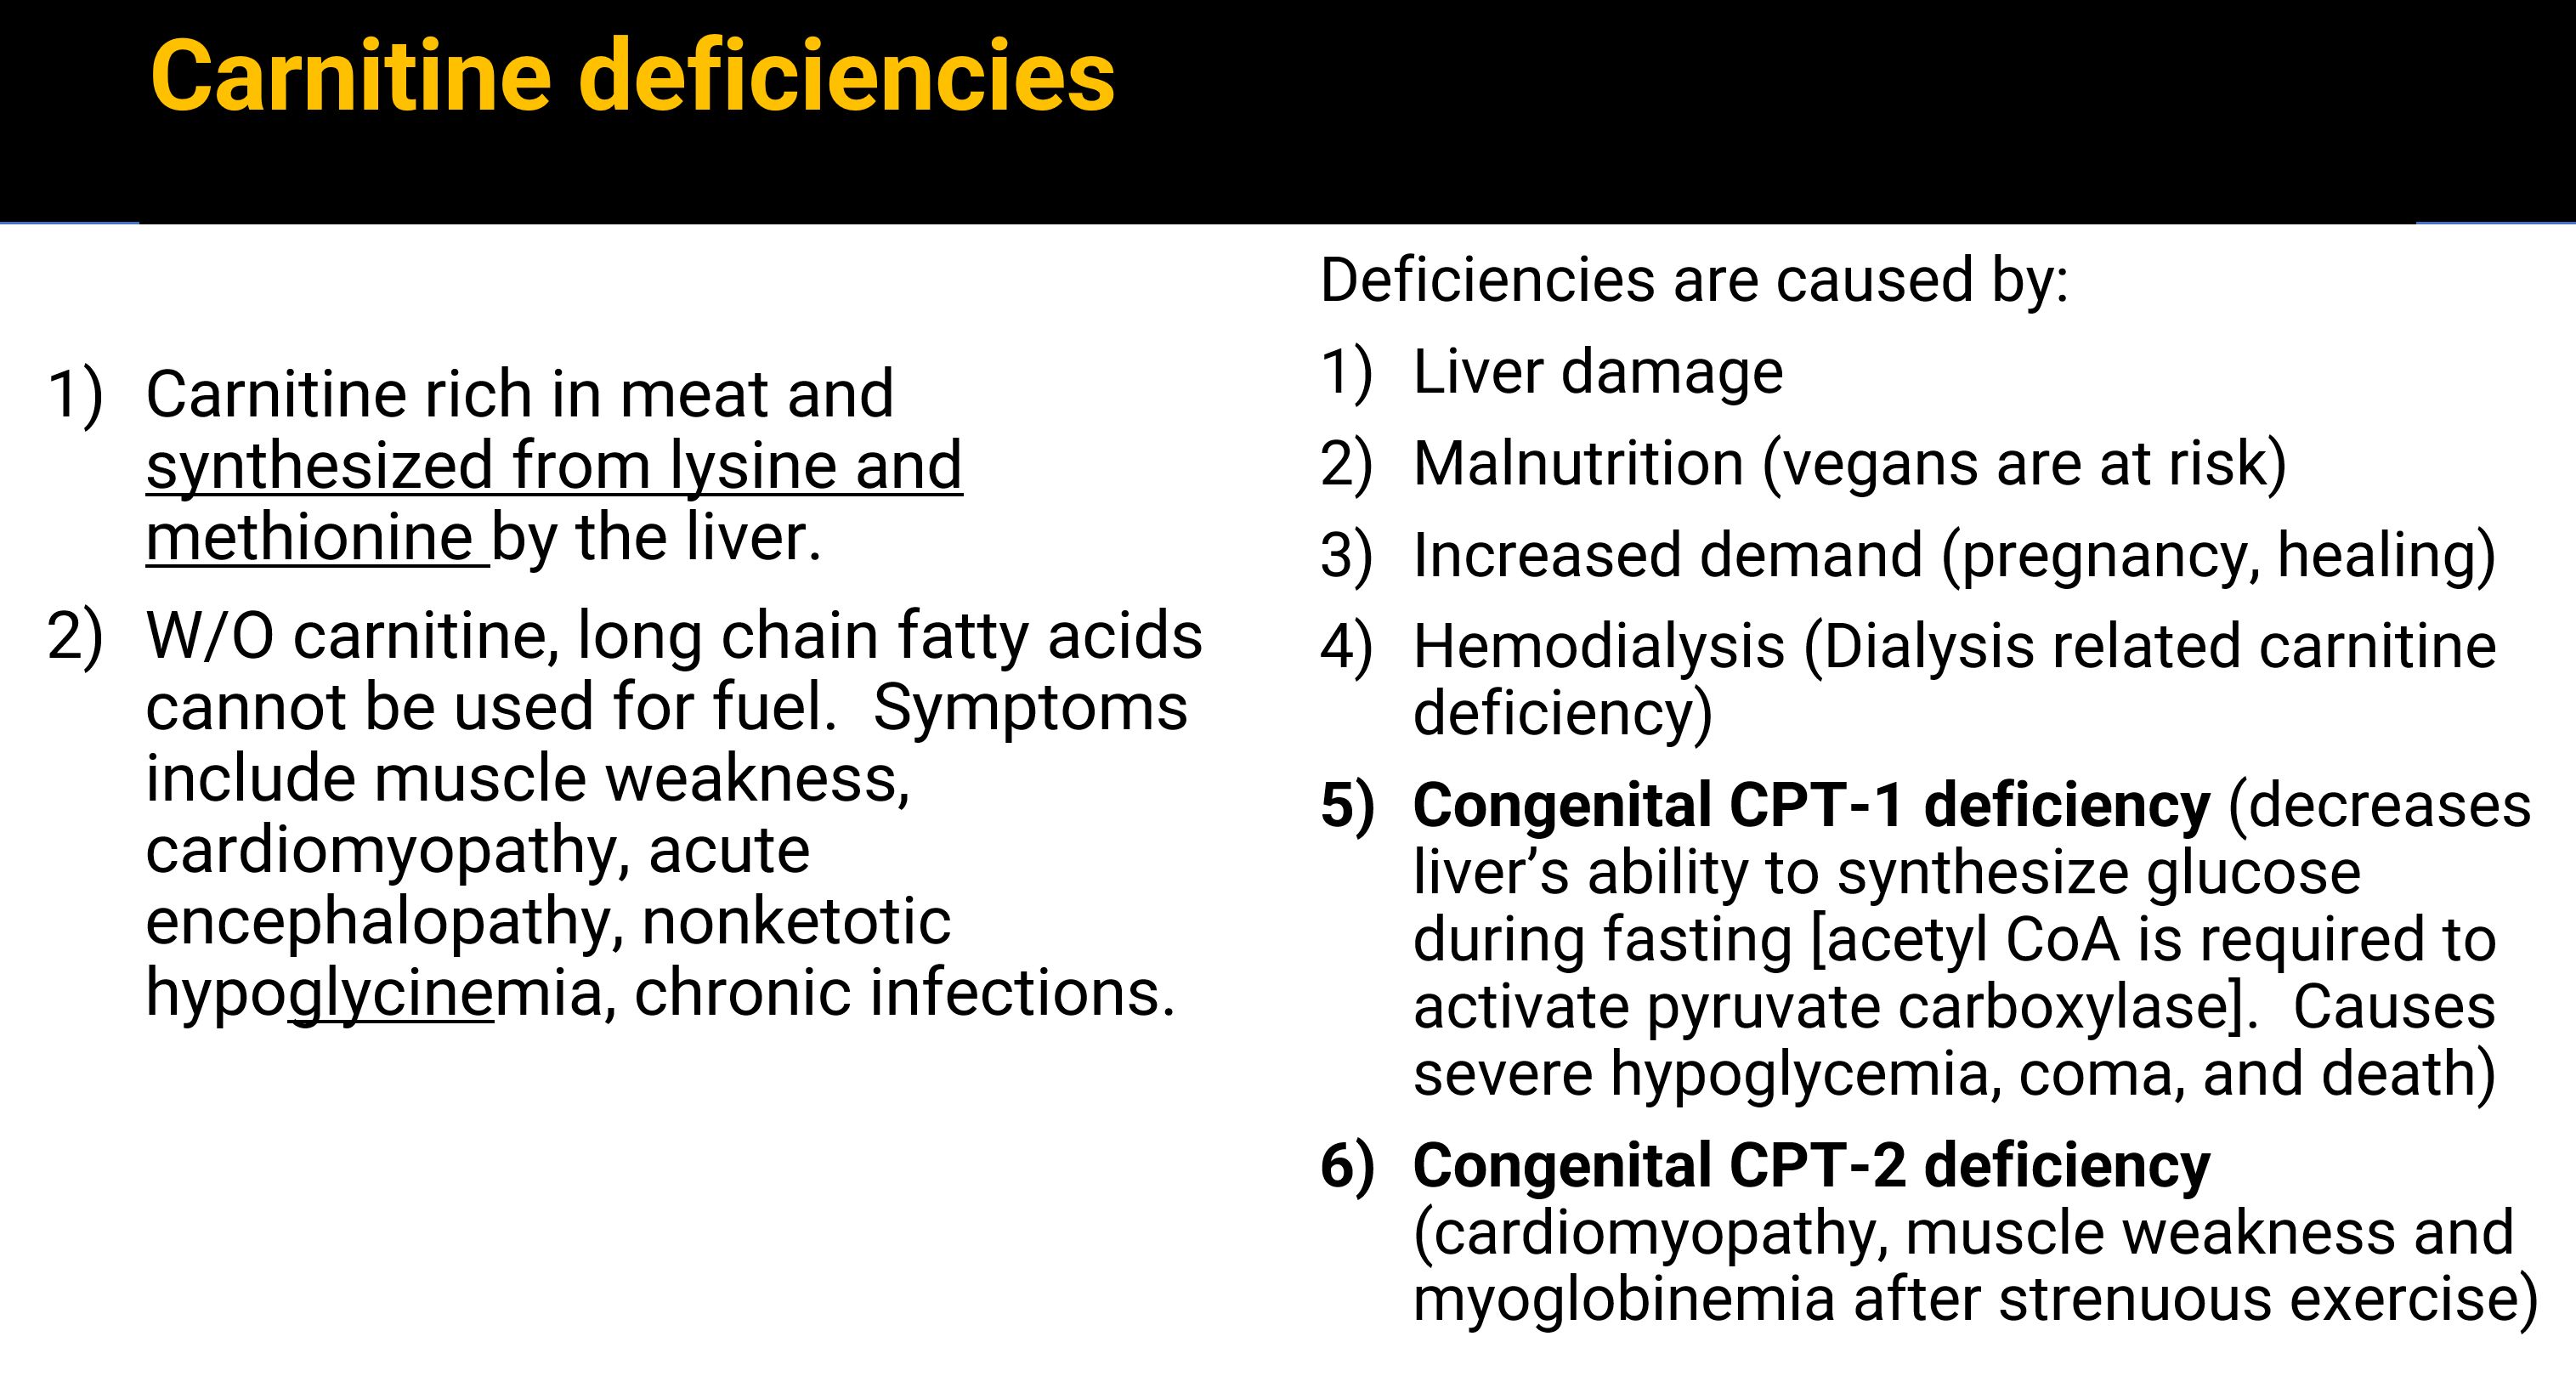 Carnitine deficiencies
1) Carnitine rich in meat and
synthesized from lysine and
methionine by the liver.
2) W/O carnitine, long chain fatty acids
cannot be used for fuel.  Symptoms
include muscle weakness,
cardiomyopathy, acute
encephalopathy, nonketotic
hypoglycinemia, chronic infections.
Deficiencies are caused by:
1) Liver damage
2) Malnutrition (vegans are at risk)
3) Increased demand (pregnancy, healing)
4) Hemodialysis (Dialysis related carnitine
deficiency)
5) Congenital CPT-1 deficiency (decreases
liver’s ability to synthesize glucose
during fasting [acetyl CoA is required to
activate pyruvate carboxylase].  Causes
severe hypoglycemia, coma, and death)
6) Congenital CPT-2 deficiency
(cardiomyopathy, muscle weakness and
myoglobinemia after strenuous exercise)